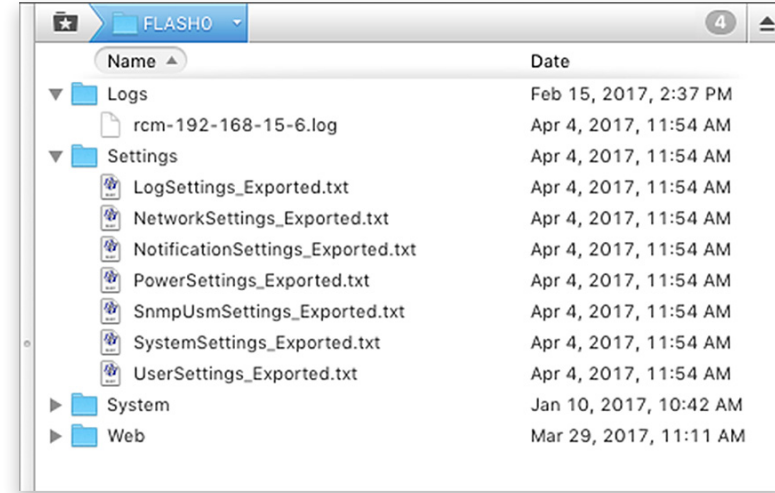 FLASH0 4
Name Date
Logs Feb 15, 2017, 2:37 PM
rcm-192-168-15-6.log Apr 4, 2017, 11:54 AM
Settings Apr 4, 2017, 11:54 AM
LogSettings_Exported.txt Apr 4, 2017, 11:54 AM
NetworkSettings_Exported.txt Apr 4, 2017, 11:54 AM
NotificationSettings_Exported.txt Apr 4, 2017, 11:54 AM
PowerSettings_Exported.txt Apr 4, 2017, 11:54 AM
SnmpUsmSettings_Exported.txt Apr 4, 2017, 11:54 AM
SystemSettings_Exported.txt Apr 4, 2017, 11:54 AM
UserSettings_Exported.txt Apr 4, 2017, 11:54 AM
System Jan 10, 2017, 10:42 AM
Web Mar 29, 2017, 11:11 AM